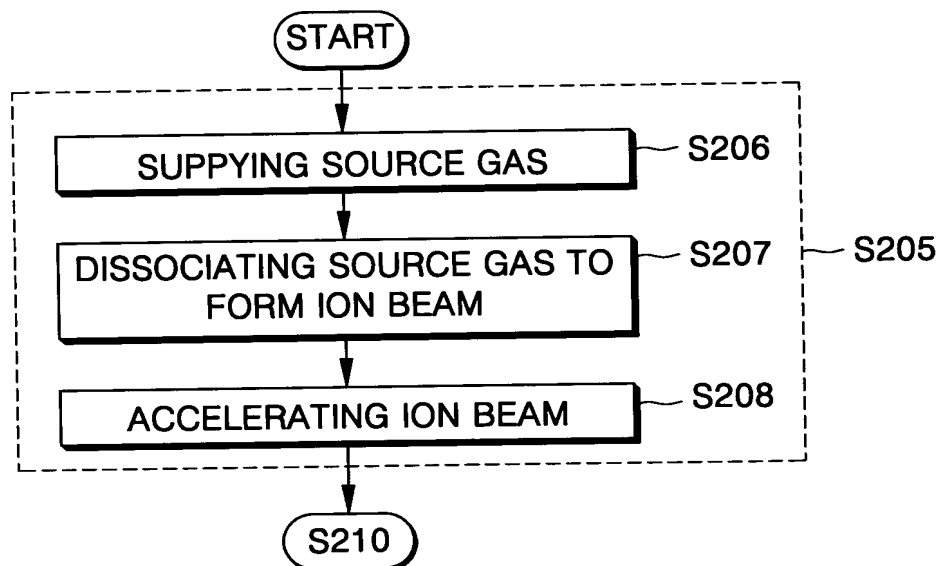 START
SUPPYING SOURCE GAS
S206
DISSOCIATING SOURCE GAS TO
FORM ION BEAM
S207
S205
ACCELERATING ION BEAM
S208
S210